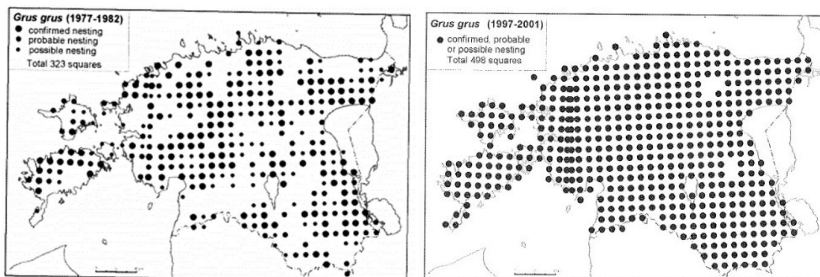 Grus grus (1977-1982)
confirmed nesting
probable nesting
possible nesting
Total 323 squares
Grus grus (1997-2001)
confirmed, probable
or possible nesting
Total 498 squares